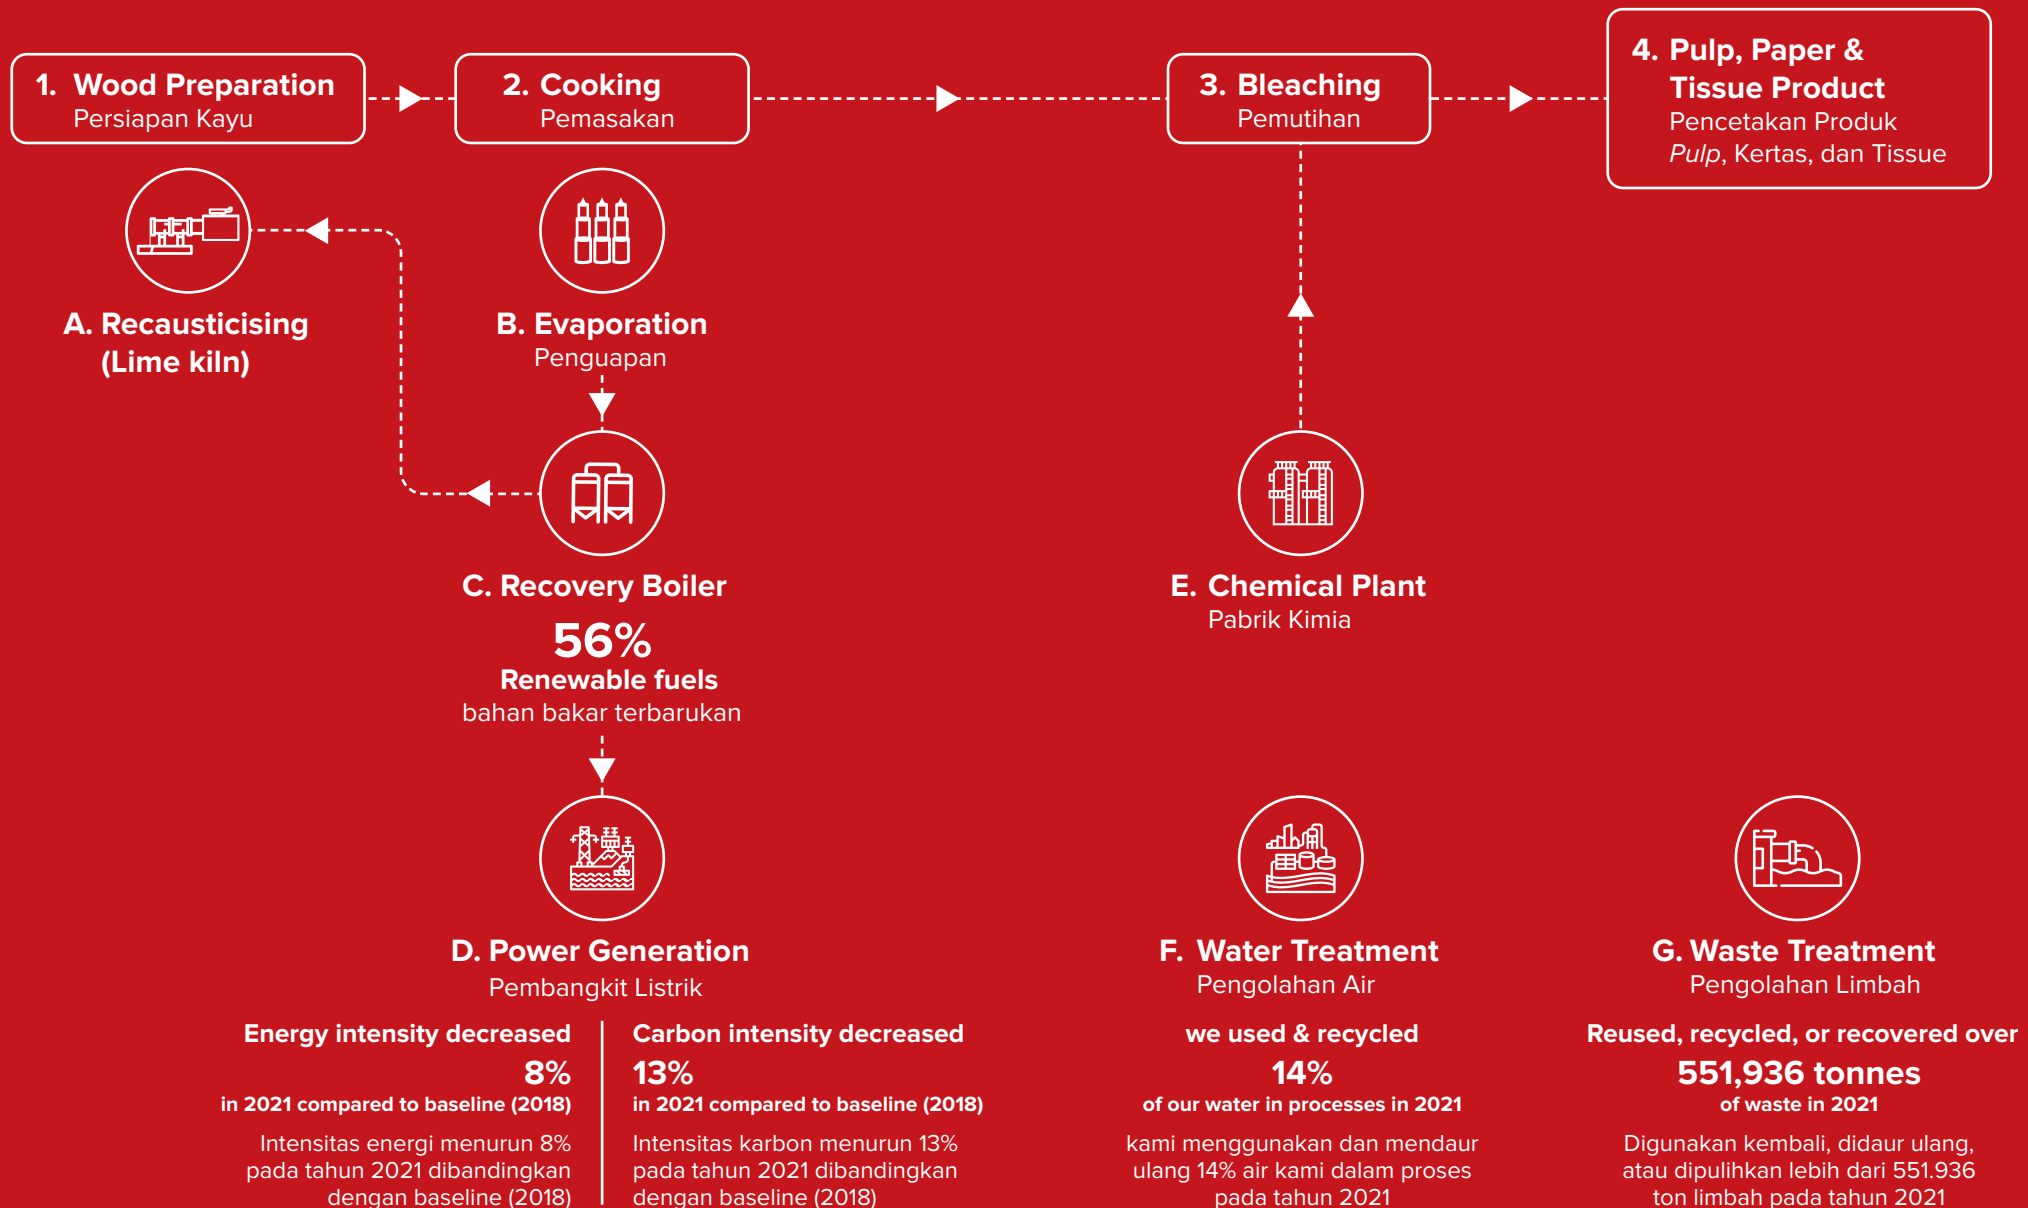 1. Wood Preparation
Persiapan Kayu
2. Cooking
Pemasakan
3. Bleaching
Pemutihan
4. Pulp, Paper &
Tissue Product
Pencetakan Produk
Pulp, Kertas, dan Tissue
A. Recausticising
(Lime kiln)
B. Evaporation
Penguapan
C. Recovery Boiler
56%
Renewable fuels
bahan bakar terbarukan
E. Chemical Plant
Pabrik Kimia
D. Power Generation
Pembangkit Listrik
Energy intensity decreased
8%
in 2021 compared to baseline (2018)
Intensitas energi menurun 8%
pada tahun 2021 dibandingkan
dengan baseline (2018)
Carbon intensity decreased
13%
in 2021 compared to baseline (2018)
Intensitas karbon menurun 13%
pada tahun 2021 dibandingkan
dengan baseline (2018)
F. Water Treatment
Pengolahan Air
we used & recycled
14%
of our water in processes in 2021
kami menggunakan dan mendaur
ulang 14% air kami dalam proses
pada tahun 2021
G. Waste Treatment
Pengolahan Limbah
Reused, recycled, or recovered over
551,936 tonnes
of waste in 2021
Digunakan kembali, didaur ulang,
atau dipulihkan lebih dari 551.936
ton limbah pada tahun 2021